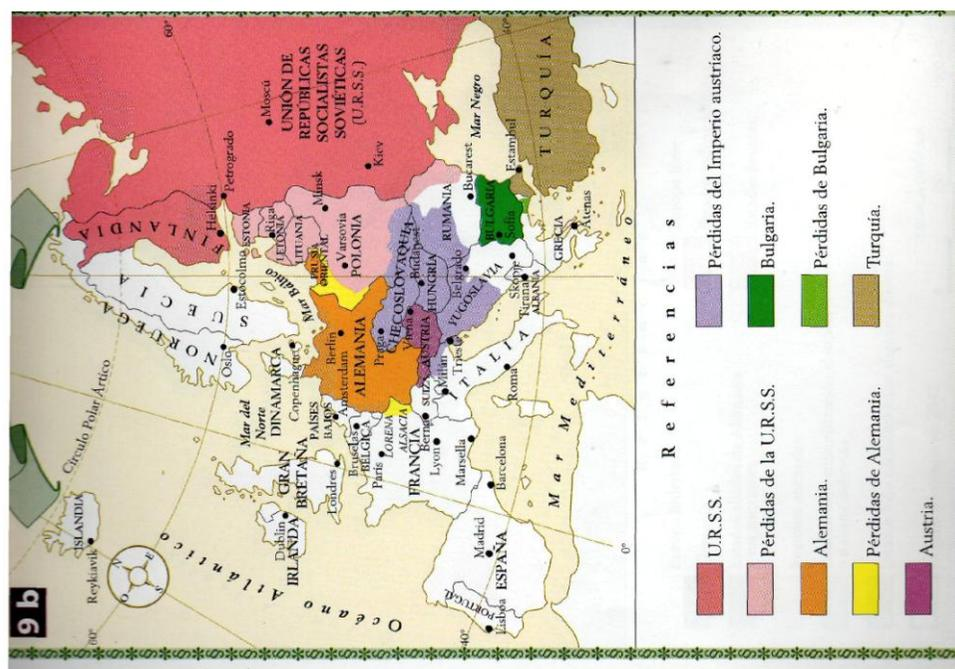 9 b
Círculo Polar Ártico
60°
60°
ISLANDIA
Reykiavik
O
N
E
S
Océano Atlántico
NORUEGA
SUECIA
FINLANDIA
Oslo
Estocolmo
Helsinki
Petrogrado
ESTONIA
Riga
LETONIA
LITUANIA
Moscú
UNIÓN DE
REPÚBLICAS
SOCIALISTAS
SOVIÉTICAS
(U.R.S.S.)
Minsk
Kiev
Mar del
Norte
DINAMARCA
Copenhague
Mar Báltico
PRUSIA
ORIENTAL
Varsovia
POLONIA
GRAN
BRETAÑA
Dublín
IRLANDA
Londres
PAÍSES
BAJOS
Amsterdam
Berlín
ALEMANIA
Bruselas
BÉLGICA
LORENA
ALSACIA
París
FRANCIA
Praga
CHECOSLOVAQUIA
Viena
AUSTRIA
Budapest
HUNGRÍA
RUMANIA
Bucarest
Mar Negro
Berna
SUIZA
Lyon
Milán
Trieste
YUGOSLAVIA
Belgrado
BULGARIA
Sofía
Estambul
TURQUÍA
Marsella
ITALIA
Roma
Skopje
Tirana
ALBANIA
GRECIA
Atenas
Barcelona
Madrid
ESPAÑA
PORTUGAL
Lisboa
40°
40°
0°
Mar Mediterráneo
Referencias
U.R.S.S.
Pérdidas de la U.R.S.S.
Alemania.
Pérdidas de Alemania.
Austria.
Pérdidas del Imperio austríaco.
Bulgaria.
Pérdidas de Bulgaria.
Turquía.